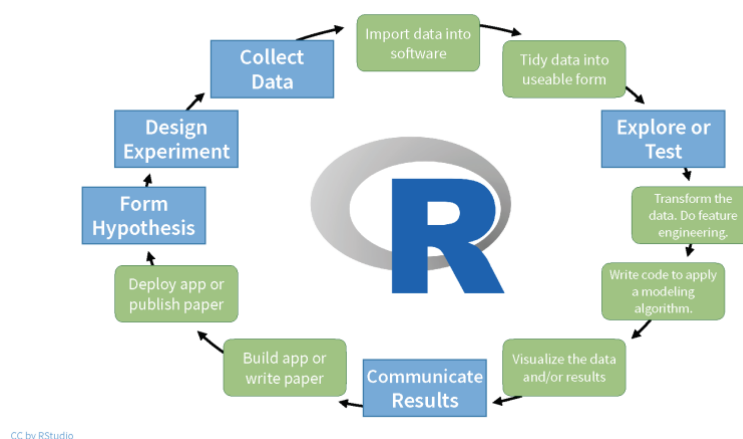 Import data into
software
Collect
Data
Tidy data into
useable form
Design
Experiment
Explore or
Test
Form
Hypothesis
Transform the
data. Do feature
engineering.
R
Deploy app or
publish paper
Write code to apply
a modeling
algorithm.
Build app or
write paper
Communicate
Results
Visualize the data
and/or results
CC by RStudio